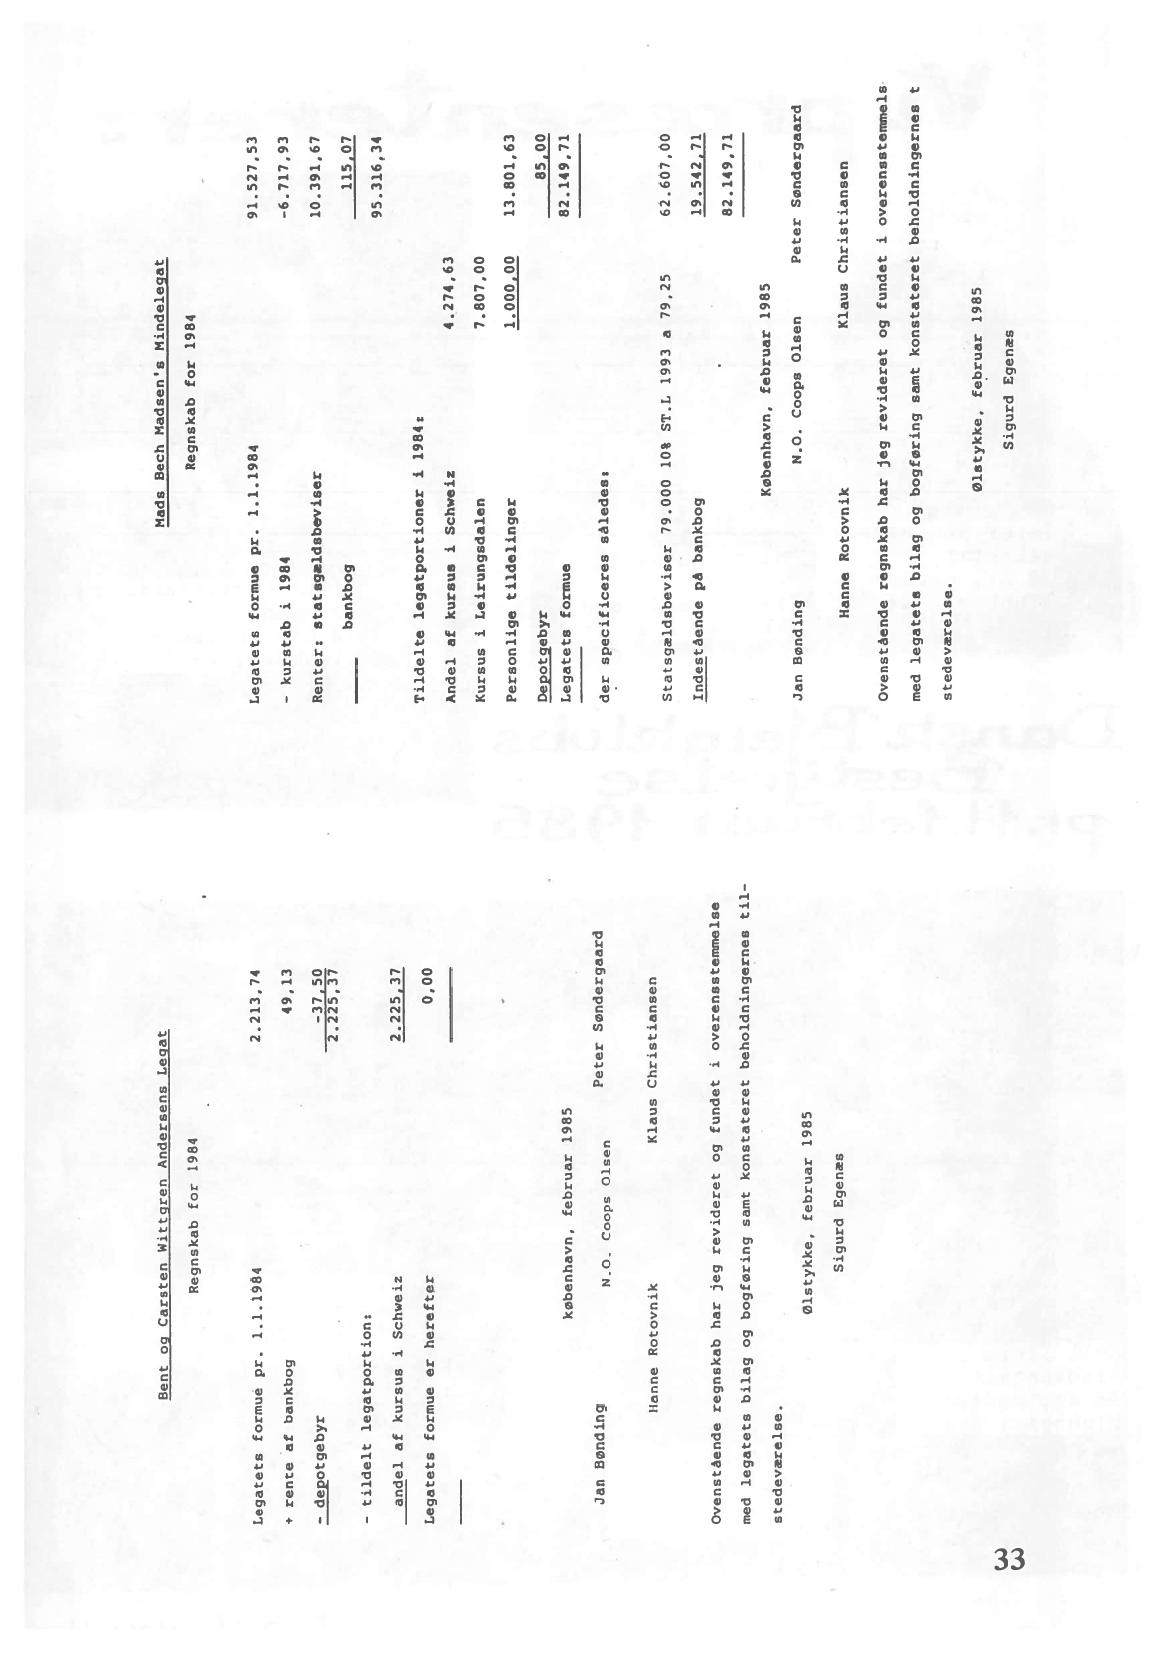 Bent og Carsten Wittgren Andersens Legat
Regnskab for 1984
Legatets formue pr. 1.1.1984 2.213,74
+ rente af bankbog 49,13
- depotgebyr -37,50
2.225,37
- tildelt legatportion:
andel af kursus i Schweiz 2.225,37
Legatets formue er herefter 0,00
københavn, februar 1985
Jan Bønding N.O. Coops Olsen Peter Søndergaard
Hanne Rotovnik Klaus Christiansen
Ovenstående regnskab har jeg revideret og fundet i overensstemmelse
med legatets bilag og bogføring samt konstateret beholdningernes til-
stedeværelse.
Ølstykke, februar 1985
Sigurd Egenæs
Mads Bech Madsen's Mindelegat
Regnskab for 1984
Legatets formue pr. 1.1.1984 91.527,53
- kurstab i 1984 -6.717,93
Renter: statsgældsbeviser 10.391,67
bankbog 115,07
95.316,34
Tildelte legatportioner i 1984:
Andel af kursus i Schweiz 4.274,63
Kursus i Leirungsdalen 7.807,00
Personlige tildelinger 1.000,00 13.801,63
Depotgebyr 85,00
Legatets formue 82.149,71
der specificeres således:
Statsgældsbeviser 79.000 10% ST.L 1993 a 79,25 62.607,00
Indestående på bankbog 19.542,71
82.149,71
København, februar 1985
Jan Bønding N.O. Coops Olsen Peter Søndergaard
Hanne Rotovnik Klaus Christiansen
Ovenstående regnskab har jeg revideret og fundet i overensstemmels
med legatets bilag og bogføring samt konstateret beholdningernes t
stedeværelse.
Ølstykke, februar 1985
Sigurd Egenæs
33